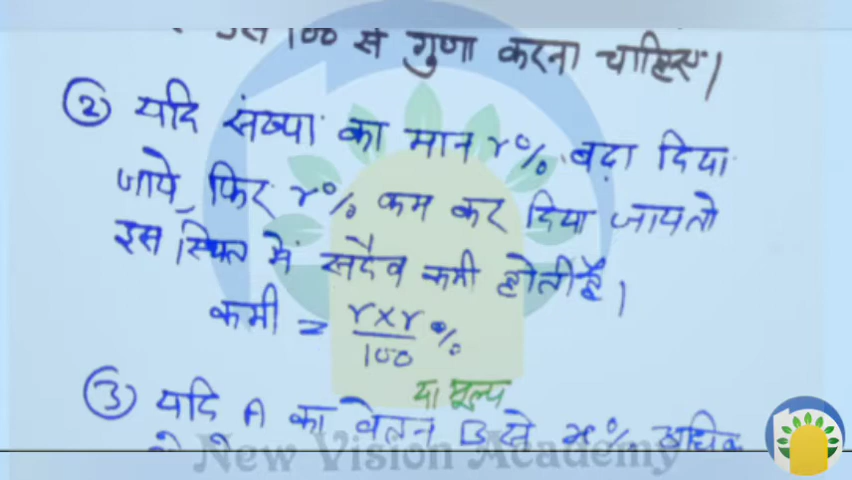 उसे 100 से गुणा करना चाहिए।
② यदि संख्या का मान r% बढ़ा दिया
जाये, फिर r% कम कर दिया जाय तो
इस स्थित में सदैव कमी होती है।
कमी = r×r/100 %
या मूल्य
③ यदि A का वेतन B से x% अधिक
New Vision Academy